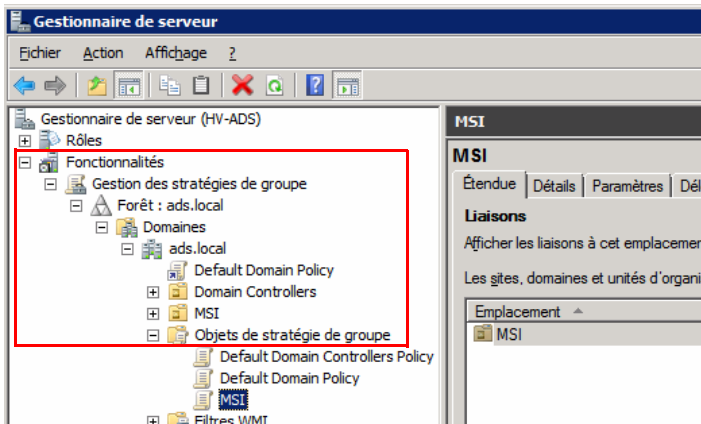 Gestionnaire de serveur
Fichier Action Affichage ?
Gestionnaire de serveur (HV-ADS)
Rôles
Fonctionnalités
Gestion des stratégies de groupe
Forêt : ads.local
Domaines
ads.local
Default Domain Policy
Domain Controllers
MSI
Objets de stratégie de groupe
Default Domain Controllers Policy
Default Domain Policy
MSI
Filtres WMI
MSI
MSI
Étendue Détails Paramètres Dél
Liaisons
Afficher les liaisons à cet emplacemen
Les sites, domaines et unités d'organi
Emplacement
MSI